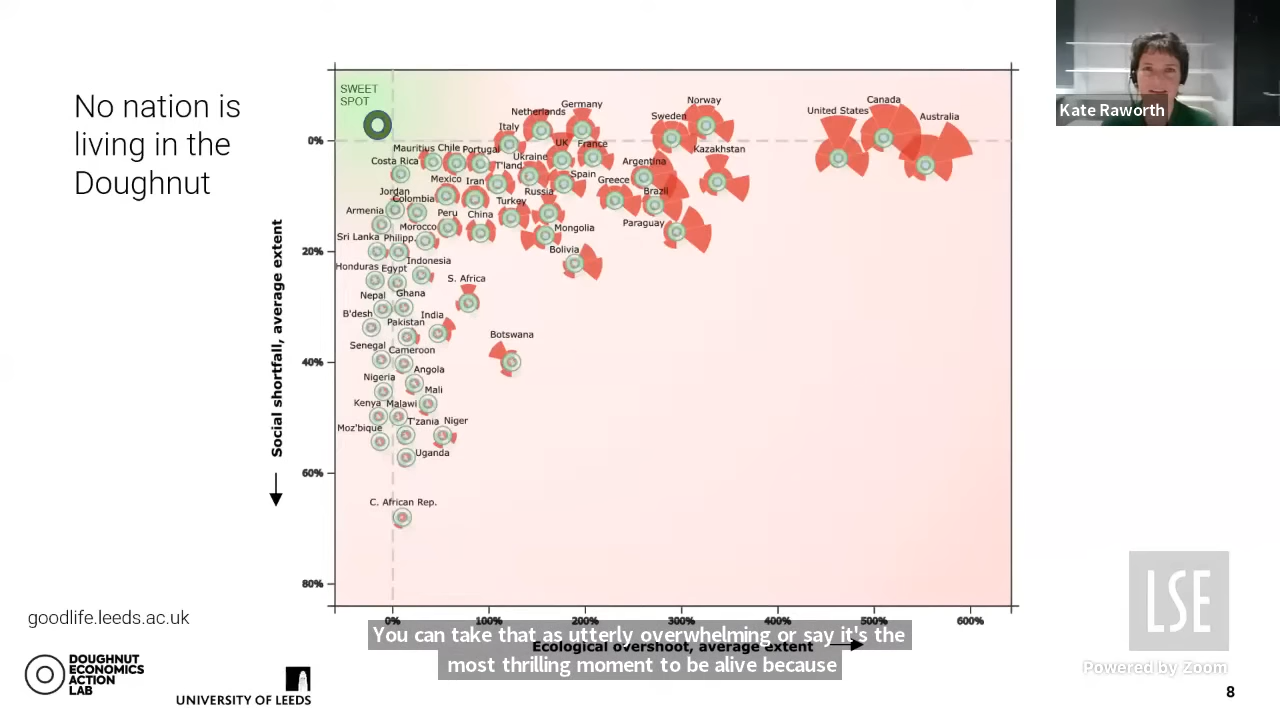 No nation is
living in the
Doughnut
goodlife.leeds.ac.uk
DOUGHNUT
ECONOMICS
ACTION
LAB
UNIVERSITY OF LEEDS
Social shortfall, average extent
0%
20%
40%
60%
80%
SWEET
SPOT
Norway
Canada
Germany
United States
Netherlands
Sweden
Australia
Italy
UK
France
Kazakhstan
Mauritius
Chile
Portugal
Ukraine
Argentina
Costa Rica
T'land
Spain
Mexico
Iran
Greece
Jordan
Russia
Brazil
Colombia
Turkey
Armenia
Peru
China
Paraguay
Morocco
Mongolia
Sri Lanka
Philipp.
Bolivia
Indonesia
Honduras
Egypt
S. Africa
Nepal
Ghana
B'desh
India
Pakistan
Botswana
Senegal
Cameroon
Angola
Nigeria
Mali
Kenya
Malawi
T'zania
Niger
Moz'bique
Uganda
C. African Rep.
0%
100%
200%
300%
400%
500%
600%
Ecological overshoot, average extent
You can take that as utterly overwhelming or say it's the
most thrilling moment to be alive because
Kate Raworth
LSE
Powered by Zoom
8